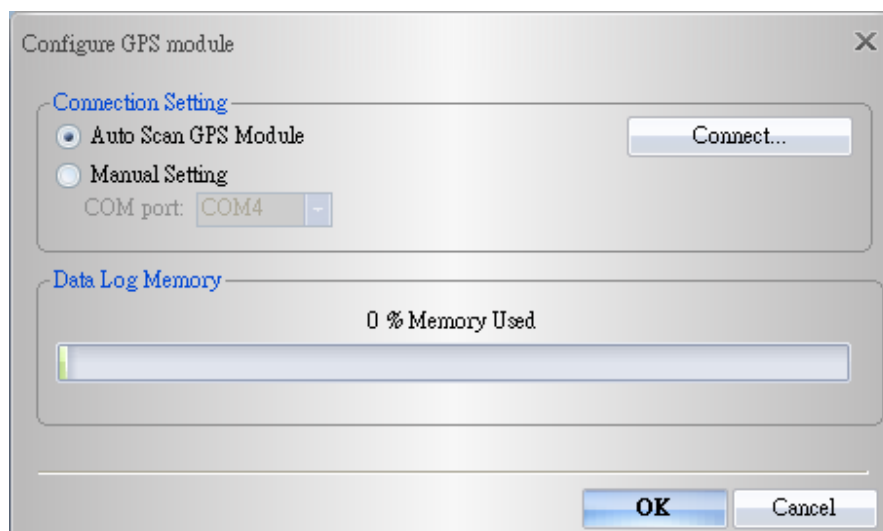 Configure GPS module
Connection Setting
Auto Scan GPS Module
Connect...
Manual Setting
COM port: COM4
Data Log Memory
0 % Memory Used
OK
Cancel